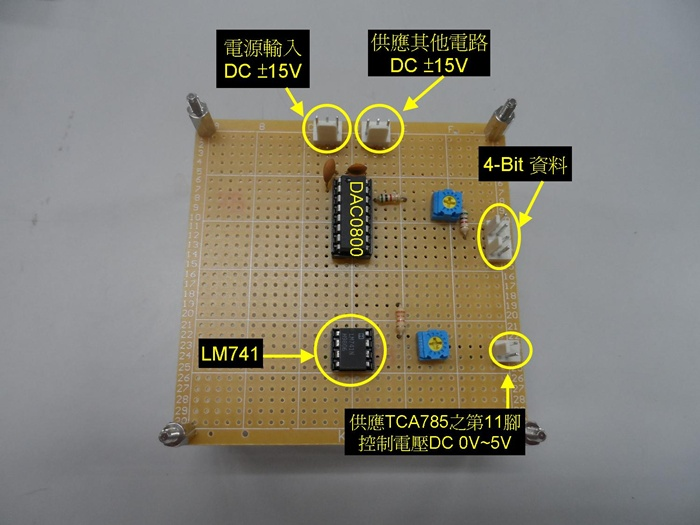 電源輸入
DC ±15V
供應其他電路
DC ±15V
4-Bit 資料
DAC0800
LM741
供應TCA785之第11腳
控制電壓DC 0V~5V